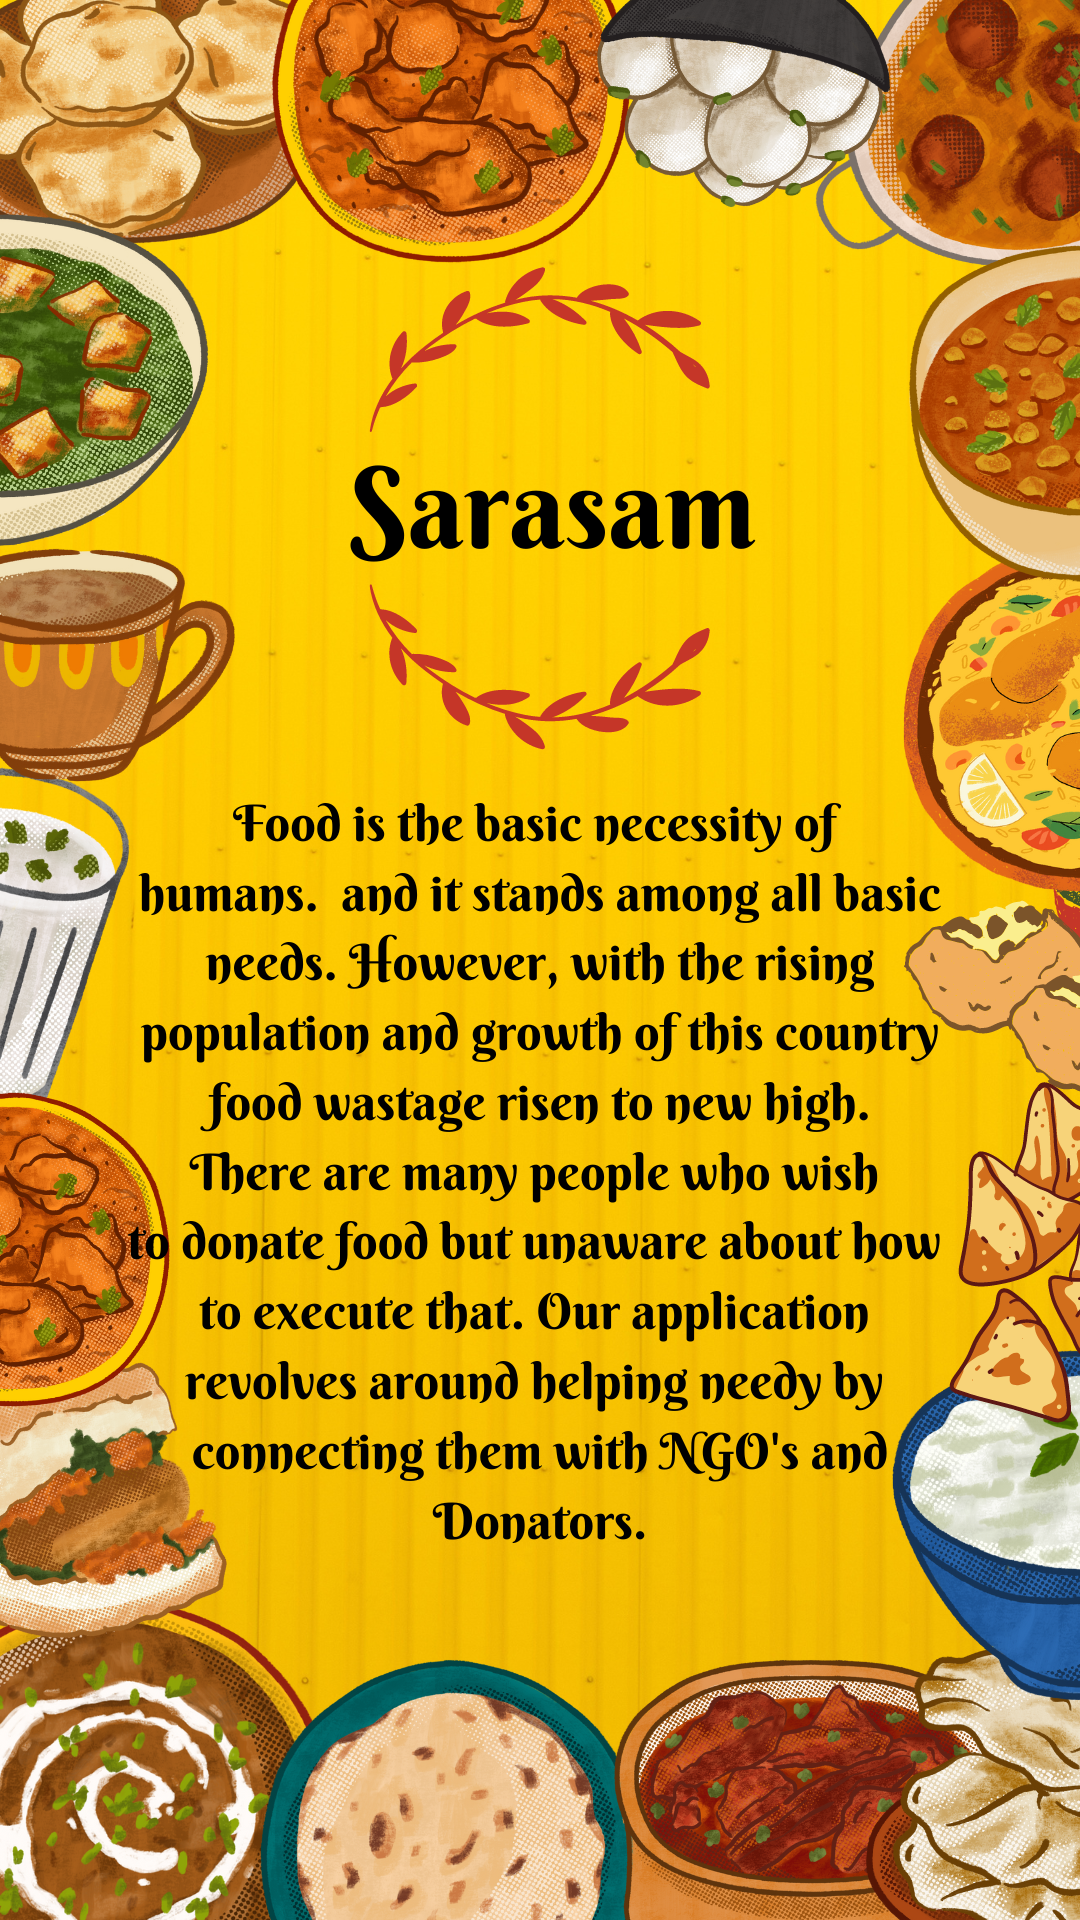 Sarasam
Food is the basic necessity of
humans.  and it stands among all basic
needs. However, with the rising
population and growth of this country
food wastage risen to new high.
There are many people who wish
to donate food but unaware about how
to execute that. Our application
revolves around helping needy by
connecting them with NGO's and
Donators.